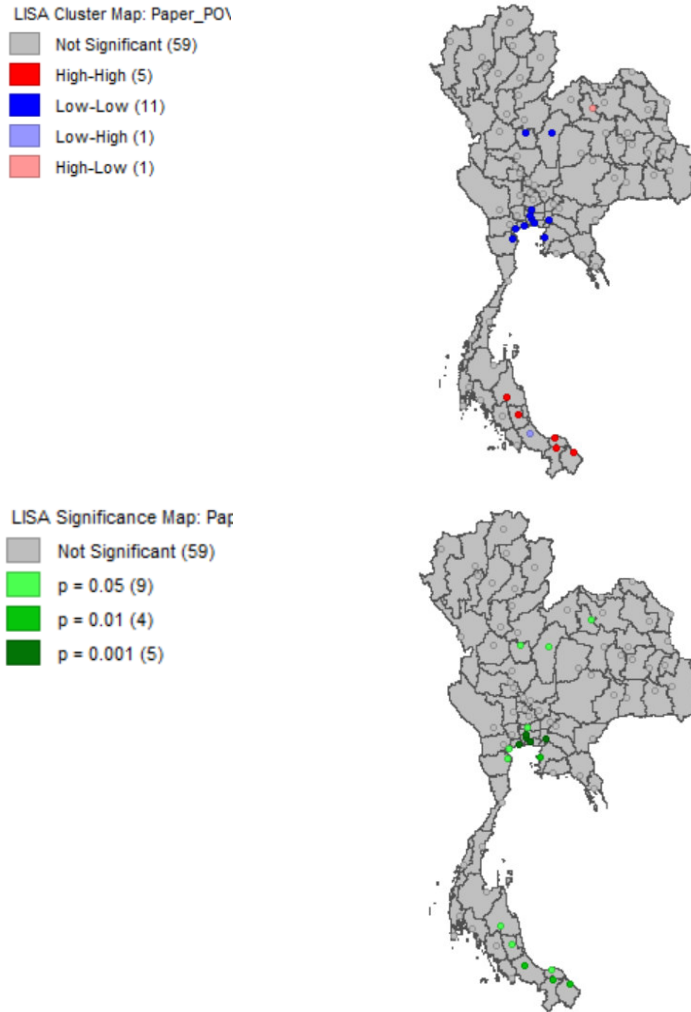 LISA Cluster Map: Paper_POV
Not Significant (59)
High-High (5)
Low-Low (11)
Low-High (1)
High-Low (1)
LISA Significance Map: Pap
Not Significant (59)
p = 0.05 (9)
p = 0.01 (4)
p = 0.001 (5)